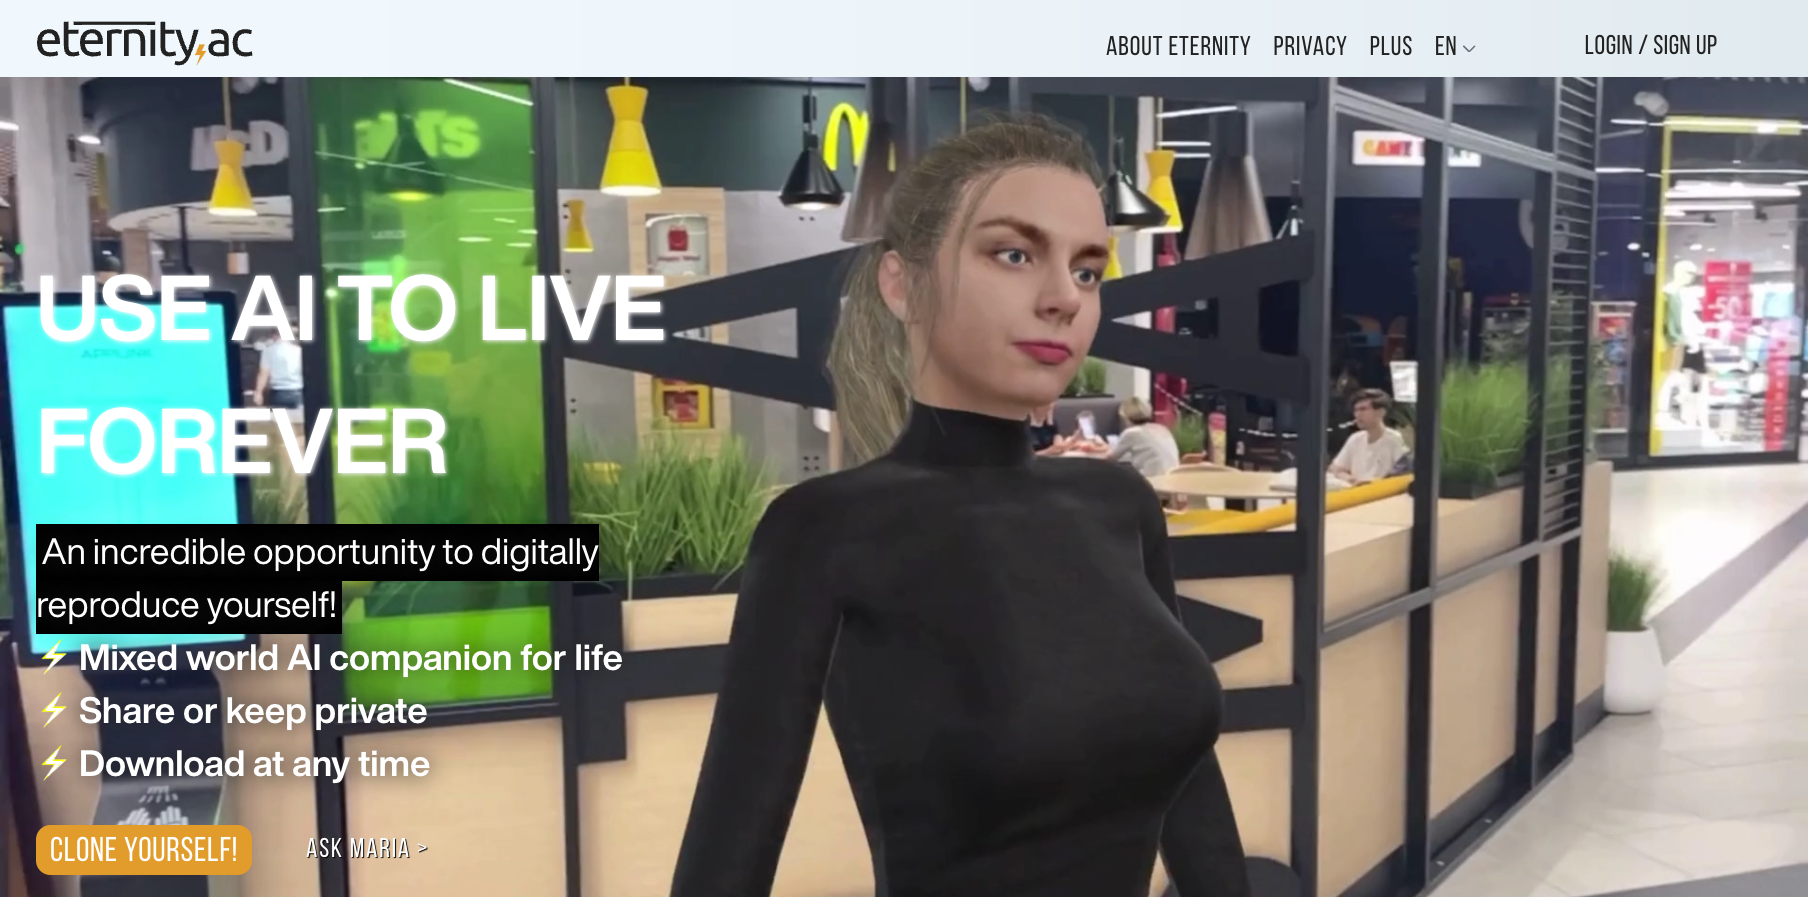 eternity.ac
ABOUT ETERNITY PRIVACY PLUS EN
LOGIN / SIGN UP
USE AI TO LIVE
FOREVER
An incredible opportunity to digitally
reproduce yourself!
⚡ Mixed world AI companion for life
⚡ Share or keep private
⚡ Download at any time
CLONE YOURSELF!
ASK MARIA >